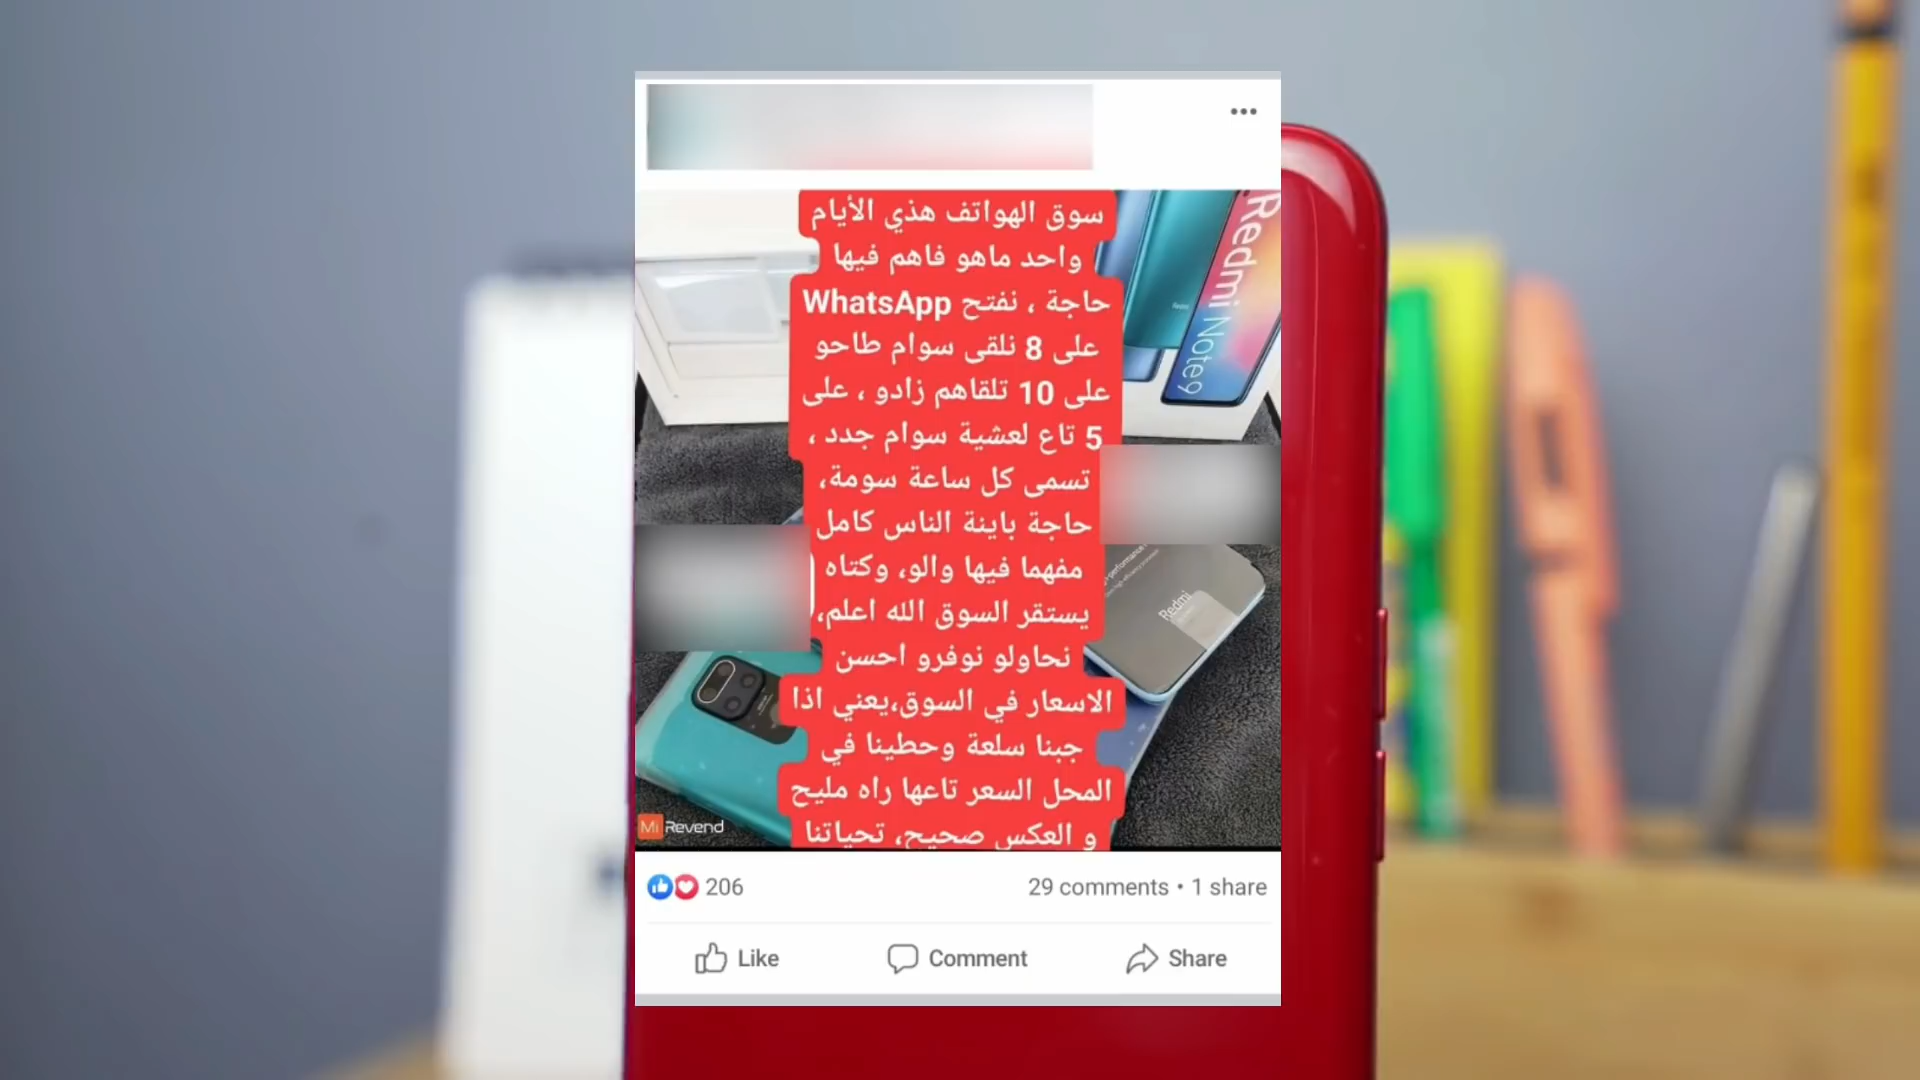 سوق الهواتف هذي الأيام
واحد ماهو فاهم فيها
حاجة ، نفتح WhatsApp
على 8 نلقى سوام طاحو
على 10 تلقاهم زادو ، على
5 تاع لعشية سوام جدد ،
تسمى كل ساعة سومة،
حاجة باينة الناس كامل
مفهما فيها والو، وكتاه
يستقر السوق الله اعلم،
نحاولو نوفرو احسن
الاسعار في السوق،يعني اذا
جبنا سلعة وحطينا في
المحل السعر تاعها راه مليح
و العكس صحيح، تحياتنا
Redmi Note9
Redmi
Mi Revend
206
29 comments • 1 share
Like
Comment
Share